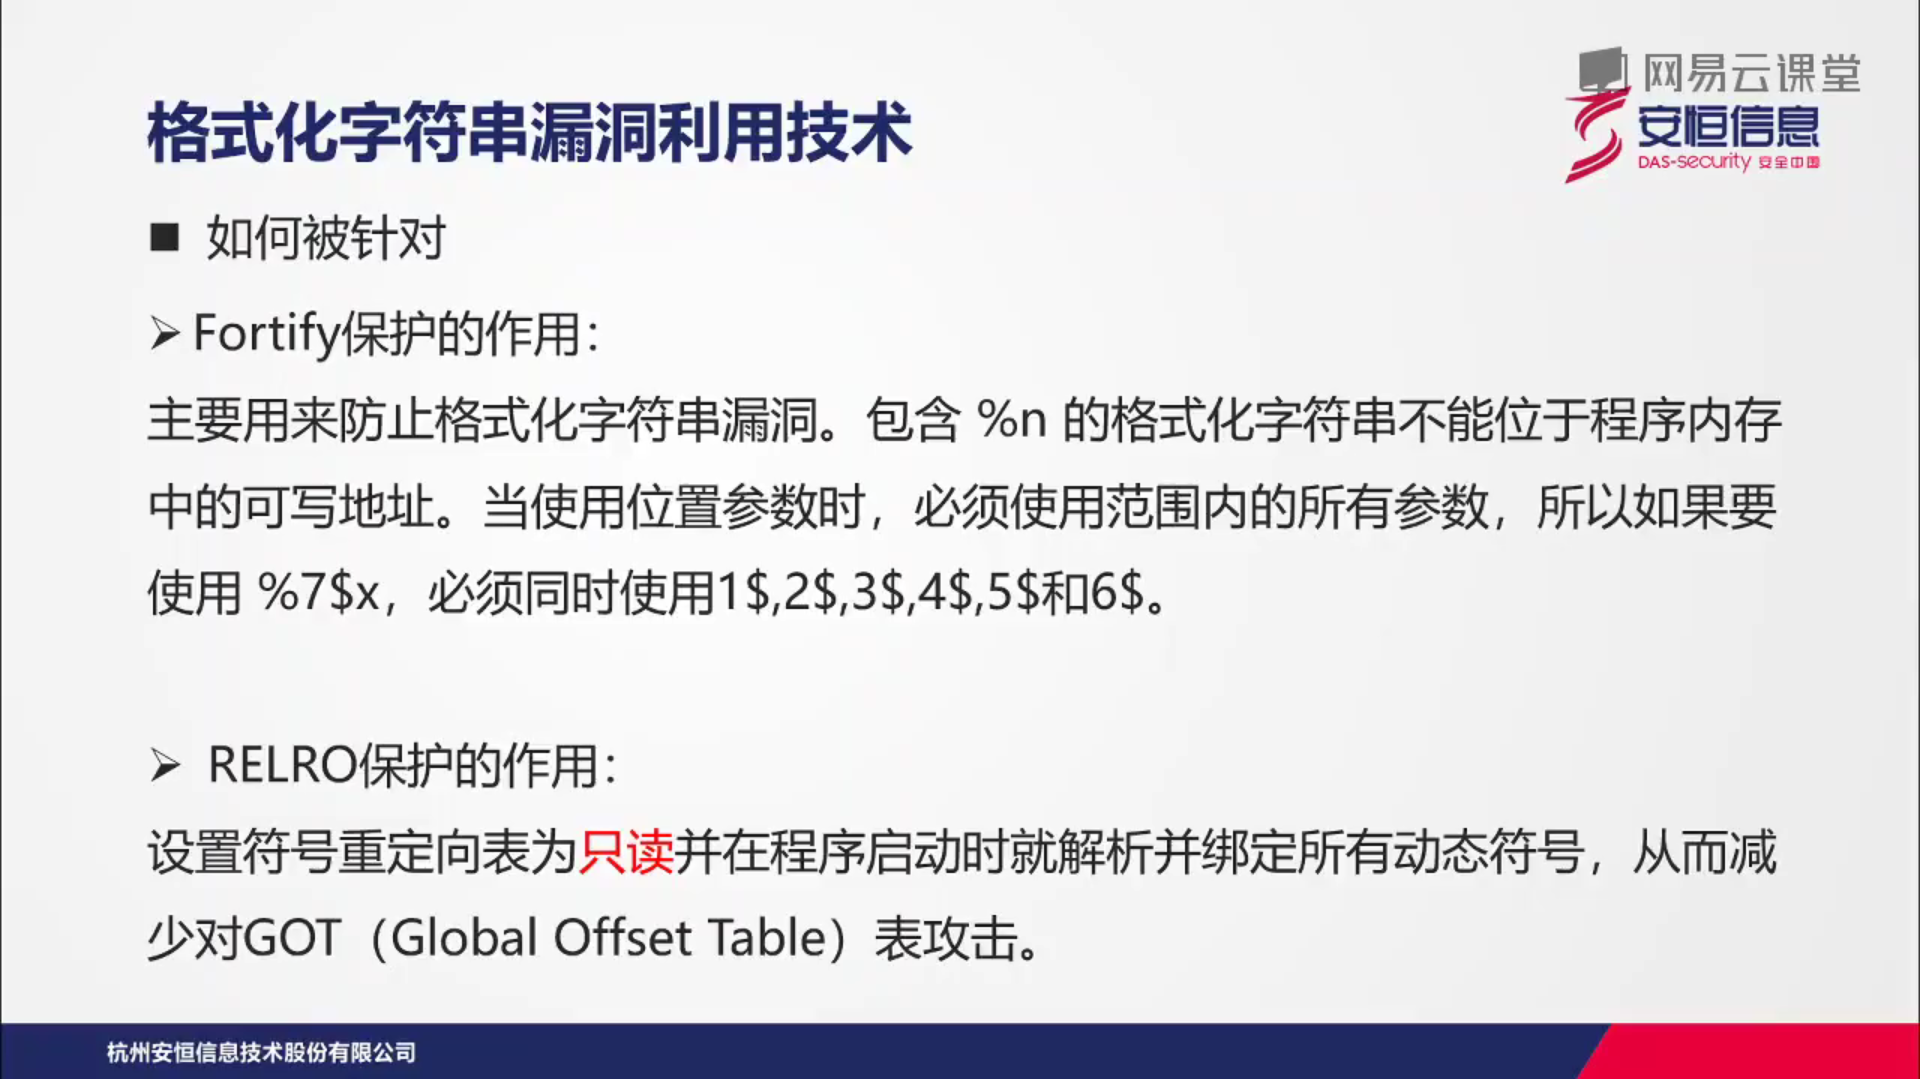 网易云课堂
安恒信息
DAS-security 安全中国
格式化字符串漏洞利用技术
■ 如何被针对
➢ Fortify保护的作用：
主要用来防止格式化字符串漏洞。包含 %n 的格式化字符串不能位于程序内存
中的可写地址。当使用位置参数时，必须使用范围内的所有参数，所以如果要
使用 %7$x，必须同时使用1$,2$,3$,4$,5$和6$。
➢ RELRO保护的作用：
设置符号重定向表为只读并在程序启动时就解析并绑定所有动态符号，从而减
少对GOT（Global Offset Table）表攻击。
杭州安恒信息技术股份有限公司